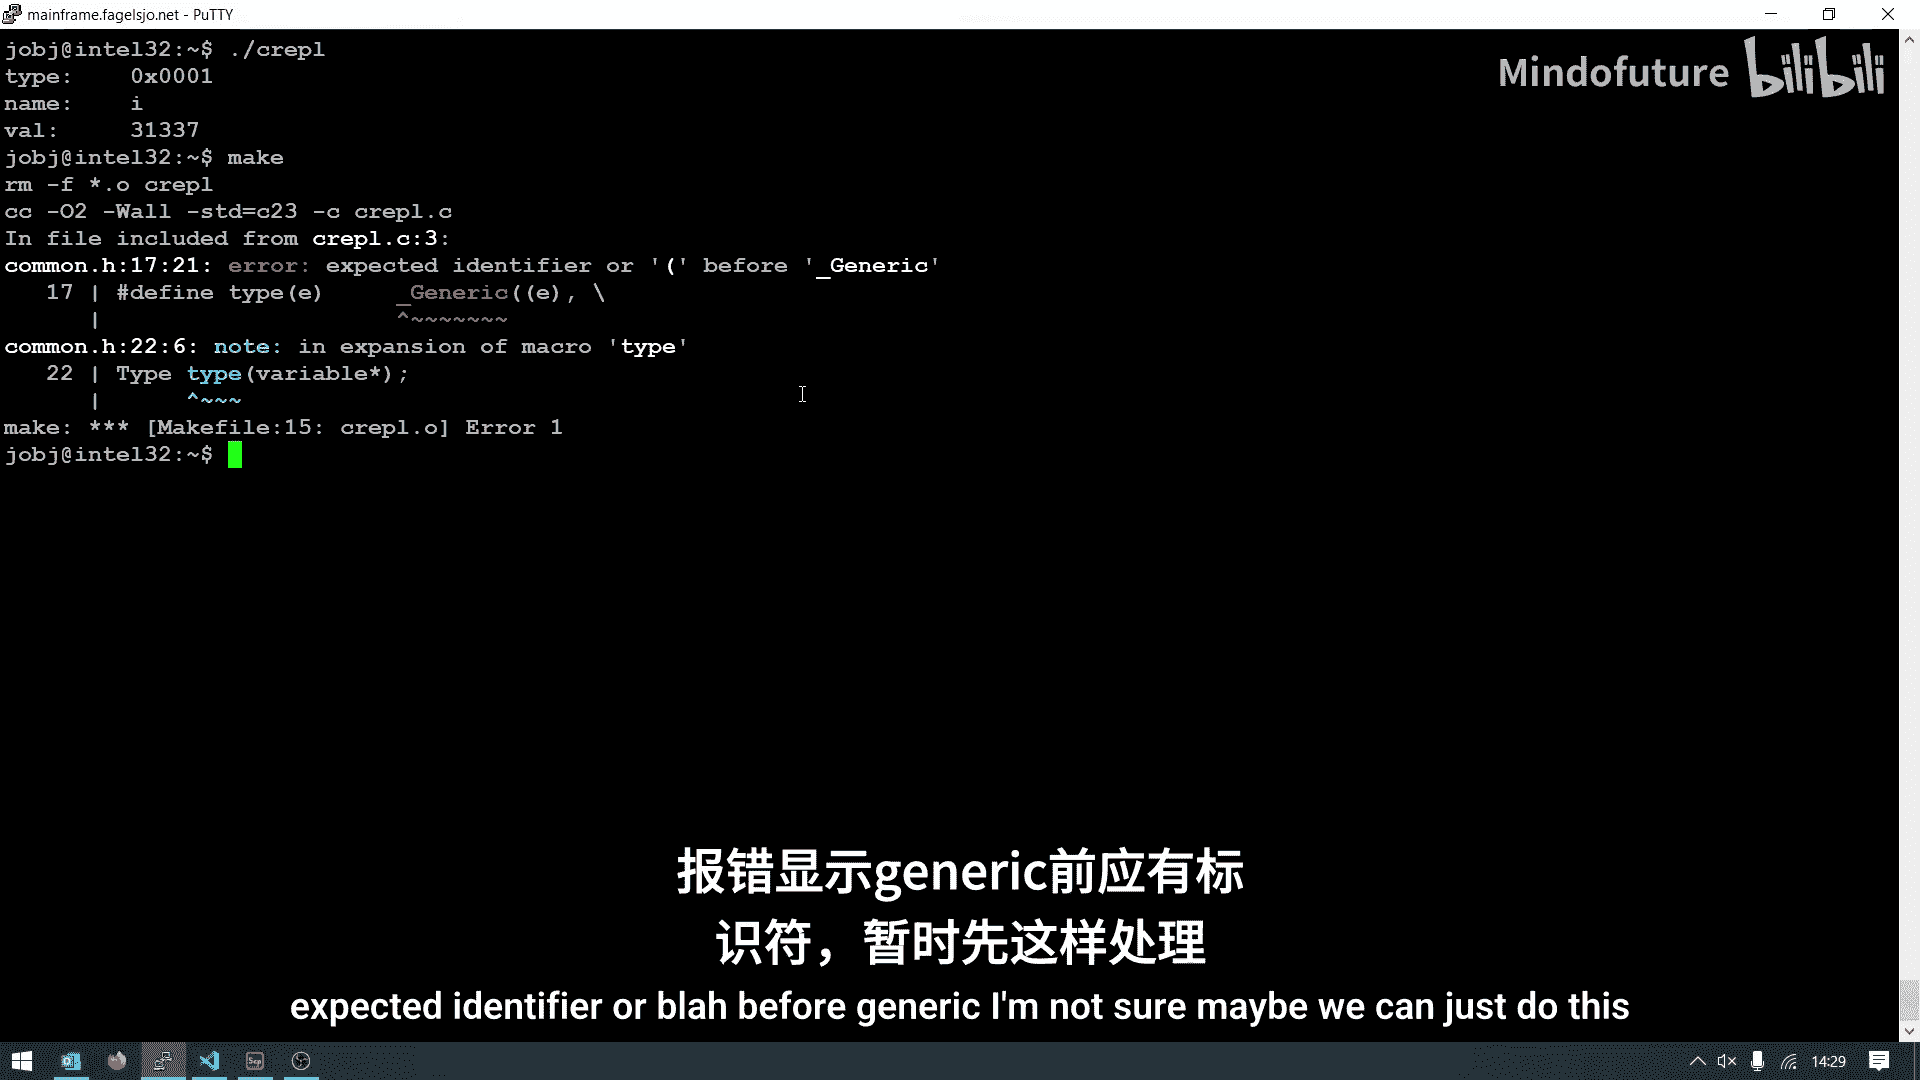 mainframe.fagelsjo.net - PuTTY
jobj@intel32:~$ ./crepl
type:    0x0001
name:    i
val:     31337
jobj@intel32:~$ make
rm -f *.o crepl
cc -O2 -Wall -std=c23 -c crepl.c
In file included from crepl.c:3:
common.h:17:21: error: expected identifier or '(' before '_Generic'
   17 | #define type(e)     _Generic((e), \
      |                     ^~~~~~~~
common.h:22:6: note: in expansion of macro 'type'
   22 | Type type(variable*);
      |      ^~~~
make: *** [Makefile:15: crepl.o] Error 1
jobj@intel32:~$
Mindofuture bilibili
报错显示generic前应有标
识符，暂时先这样处理
expected identifier or blah before generic I'm not sure maybe we can just do this
14:29